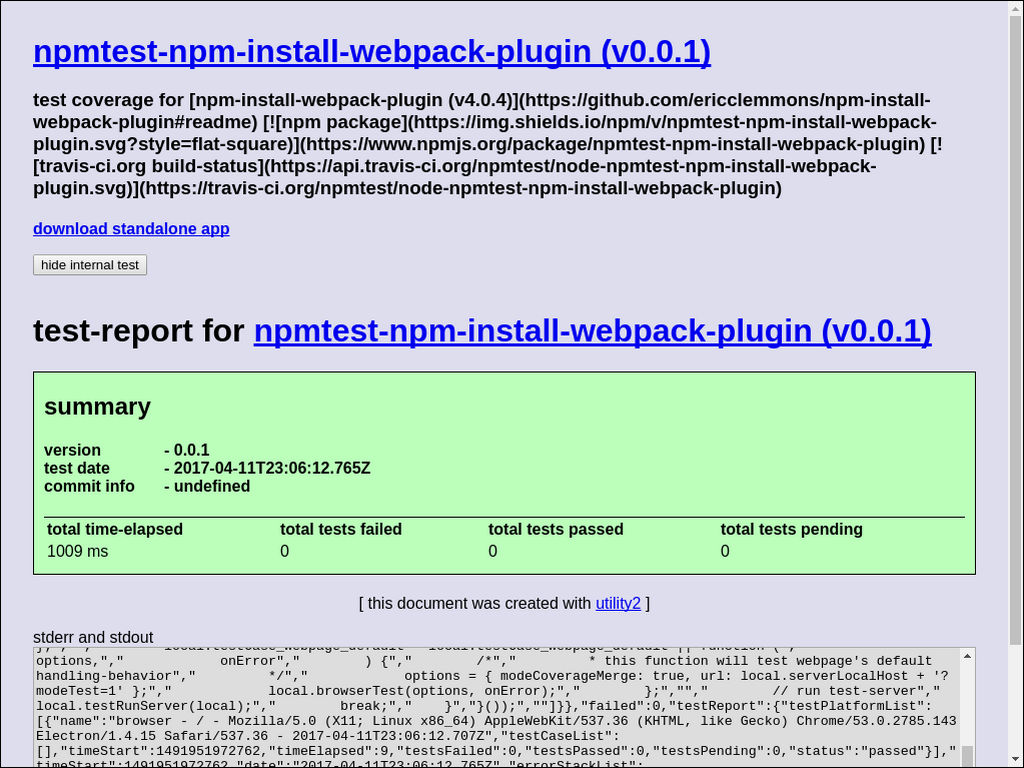 npmtest-npm-install-webpack-plugin (v0.0.1)
test coverage for [npm-install-webpack-plugin (v4.0.4)](https://github.com/ericclemmons/npm-install-
webpack-plugin#readme) [![npm package](https://img.shields.io/npm/v/npmtest-npm-install-webpack-
plugin.svg?style=flat-square)](https://www.npmjs.org/package/npmtest-npm-install-webpack-plugin) [!
[travis-ci.org build-status](https://api.travis-ci.org/npmtest/node-npmtest-npm-install-webpack-
plugin.svg)](https://travis-ci.org/npmtest/node-npmtest-npm-install-webpack-plugin)
download standalone app
hide internal test
test-report for npmtest-npm-install-webpack-plugin (v0.0.1)
summary
version - 0.0.1
test date - 2017-04-11T23:06:12.765Z
commit info - undefined
total time-elapsed total tests failed total tests passed total tests pending
1009 ms 0 0 0
[ this document was created with utility2 ]
stderr and stdout
options,"," onError"," ) {"," /*"," * this function will test webpage's default
handling-behavior"," */"," options = { modeCoverageMerge: true, url: local.serverLocalHost + '?
modeTest=1' };"," local.browserTest(options, onError);"," };",""," // run test-server","
local.testRunServer(local);"," break;"," }","}());",""]}},"failed":0,"testReport":{"testPlatformList":
[{"name":"browser - / - Mozilla/5.0 (X11; Linux x86_64) AppleWebKit/537.36 (KHTML, like Gecko) Chrome/53.0.2785.143
Electron/1.4.15 Safari/537.36 - 2017-04-11T23:06:12.707Z","testCaseList":
[],"timeStart":1491951972762,"timeElapsed":9,"testsFailed":0,"testsPassed":0,"testsPending":0,"status":"passed"}],"
timeStart":1491951972762,"date":"2017-04-11T23:06:12.765Z","errorStackList":